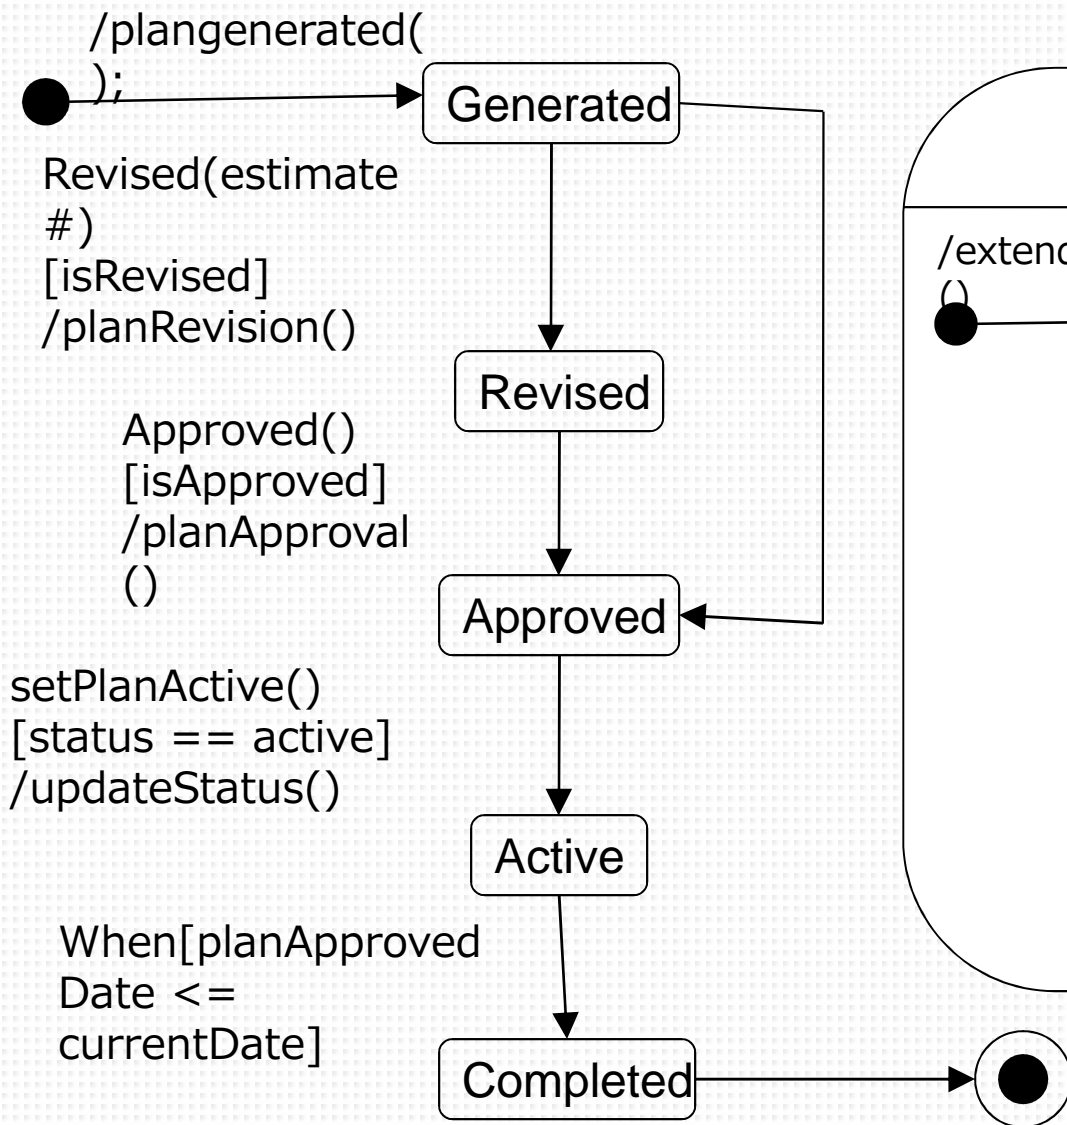 /plangenerated(
);
Generated
Revised(estimate
#)
[isRevised]
/planRevision()
/extend
()
Revised
Approved()
[isApproved]
/planApproval
()
Approved
setPlanActive()
[status == active]
/updateStatus()
Active
When[planApproved
Date <=
currentDate]
Completed